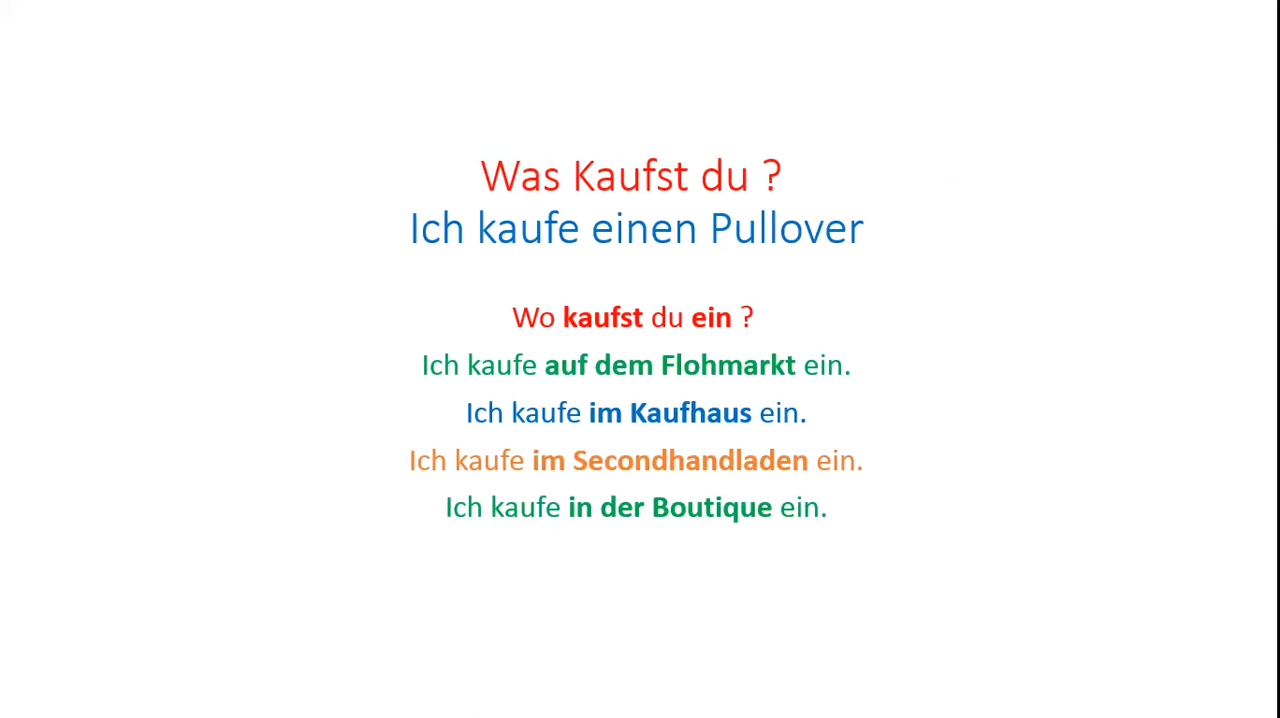 Was Kaufst du ?
Ich kaufe einen Pullover
Wo kaufst du ein ?
Ich kaufe auf dem Flohmarkt ein.
Ich kaufe im Kaufhaus ein.
Ich kaufe im Secondhandladen ein.
Ich kaufe in der Boutique ein.